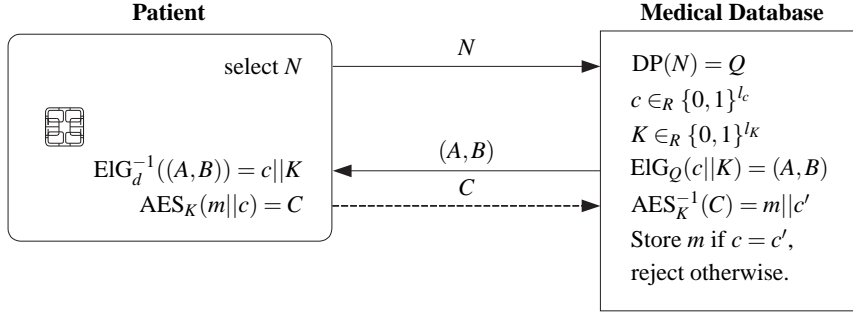 Patient
Medical Database
select N
N
DP(N) = Q
c ∈_R {0,1}^{l_c}
K ∈_R {0,1}^{l_K}
(A,B)
ElG_d^{-1}((A,B)) = c||K
ElG_Q(c||K) = (A,B)
C
AES_K(m||c) = C
AES_K^{-1}(C) = m||c′
Store m if c = c′,
reject otherwise.